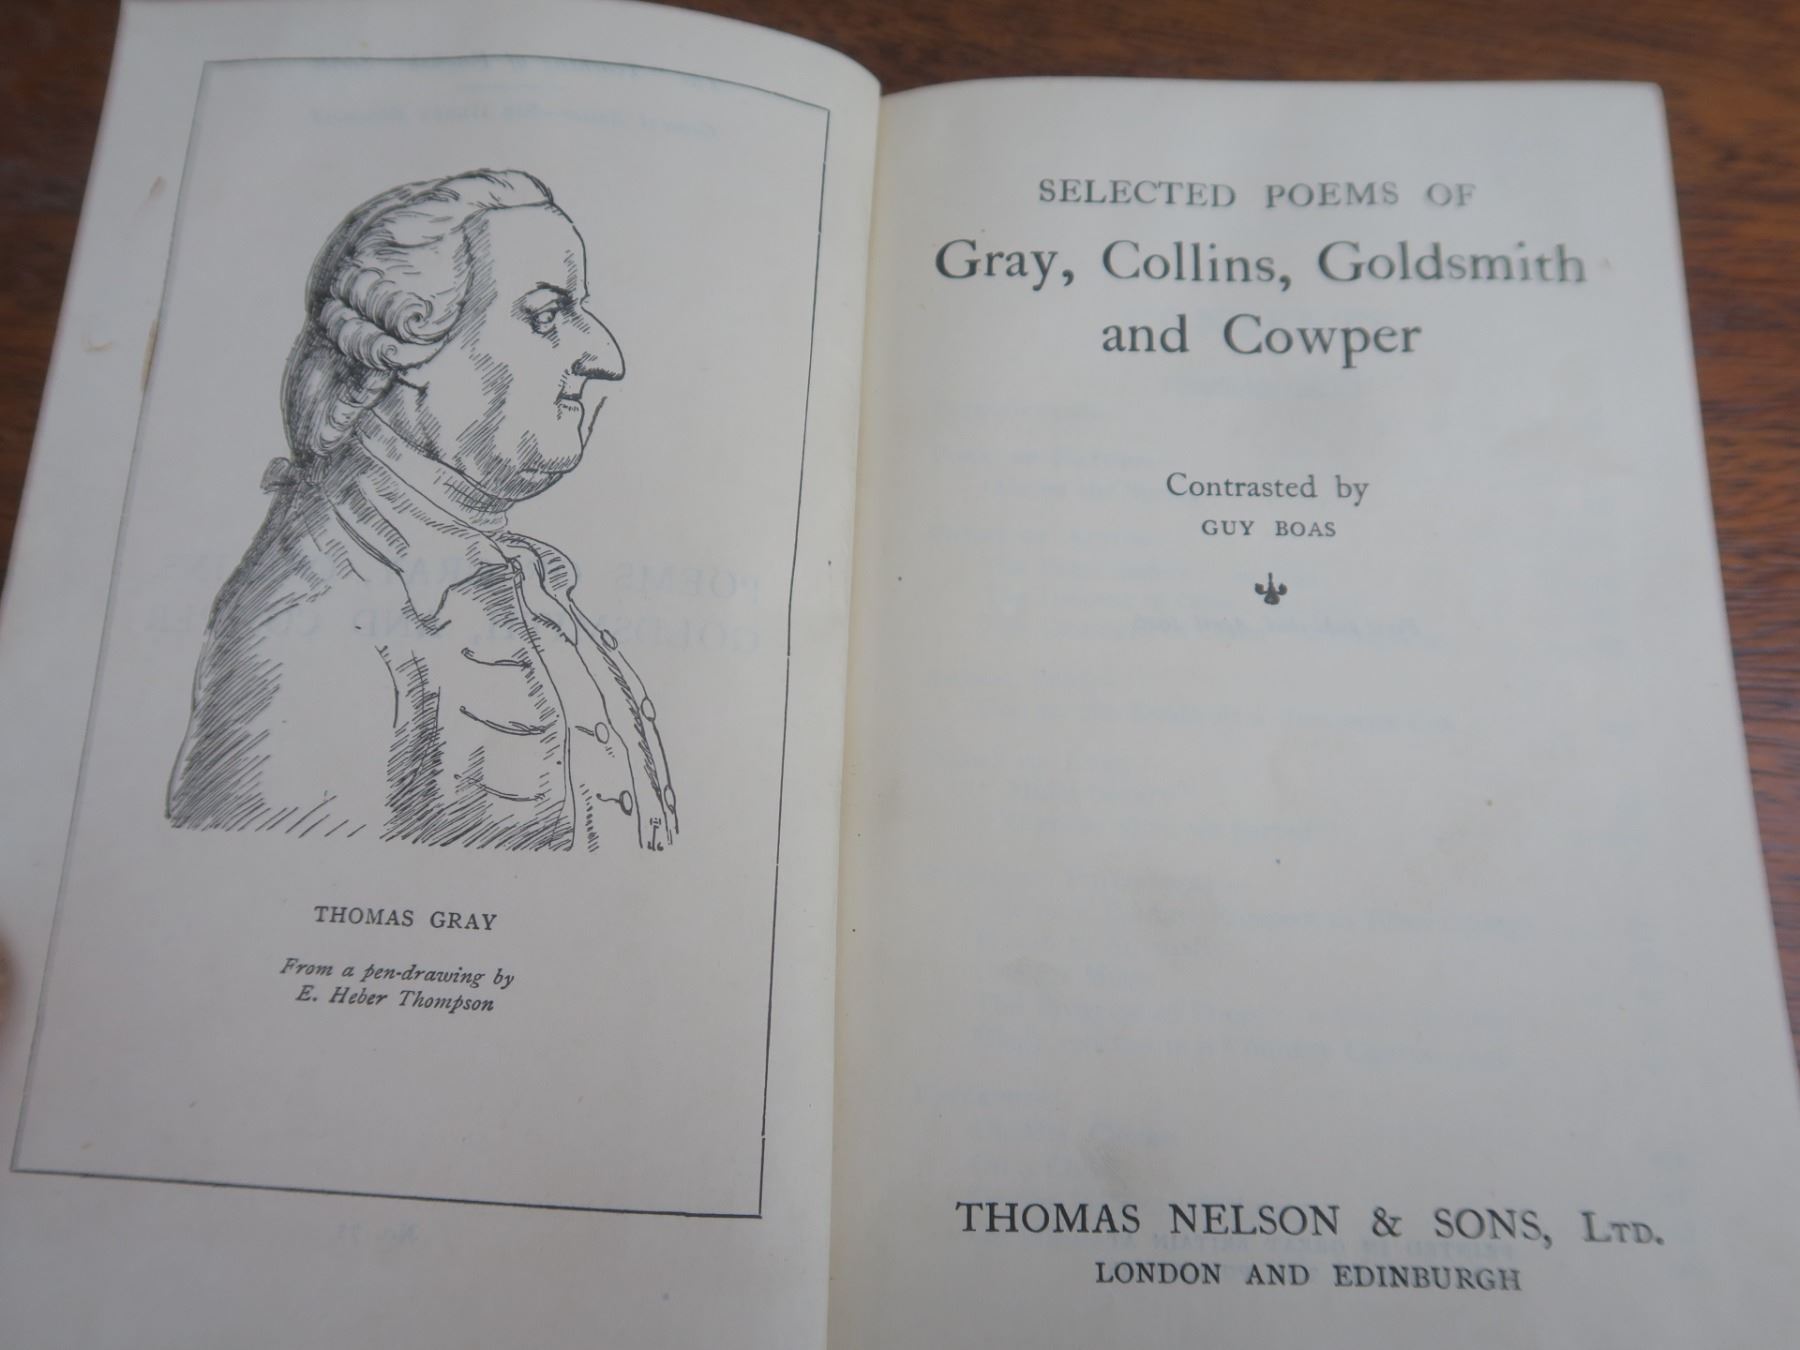 THOMAS GRAY
From a pen-drawing by
E. Heber Thompson
SELECTED POEMS OF
Gray, Collins, Goldsmith
and Cowper
Contrasted by
GUY BOAS
THOMAS NELSON & SONS, LTD.
LONDON AND EDINBURGH